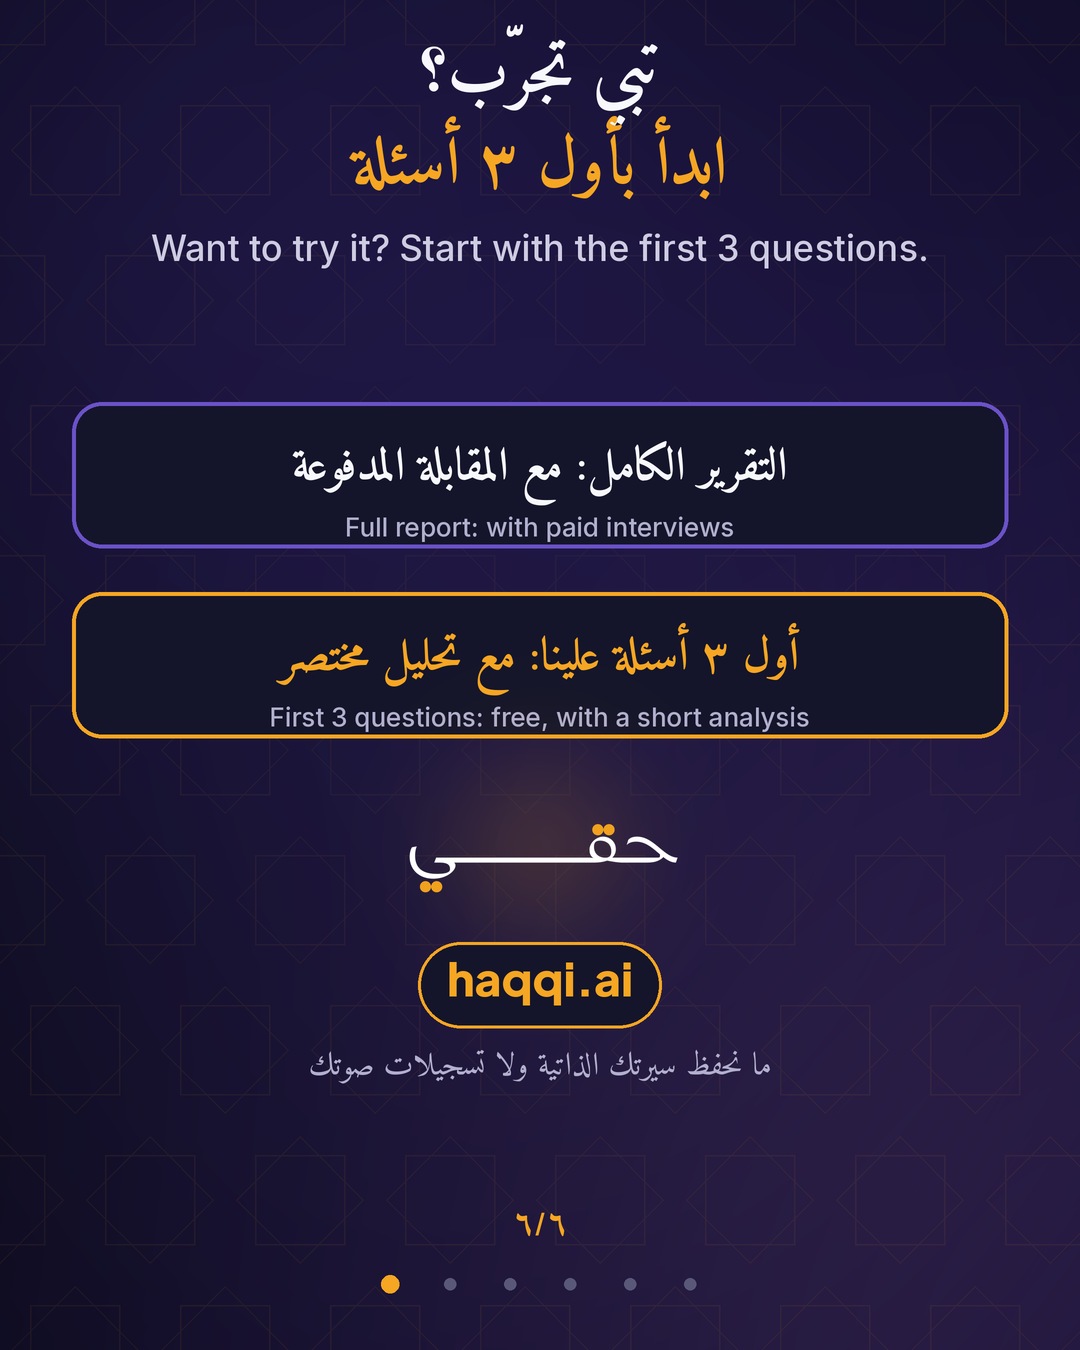 تبي تجرّب؟
ابدأ بأول ٣ أسئلة
Want to try it? Start with the first 3 questions.
التقرير الكامل: مع المقابلة المدفوعة
Full report: with paid interviews
أول ٣ أسئلة علينا: مع تحليل مختصر
First 3 questions: free, with a short analysis
حقـــــي
haqqi.ai
ما نحفظ سيرتك الذاتية ولا تسجيلات صوتك
٦/٦